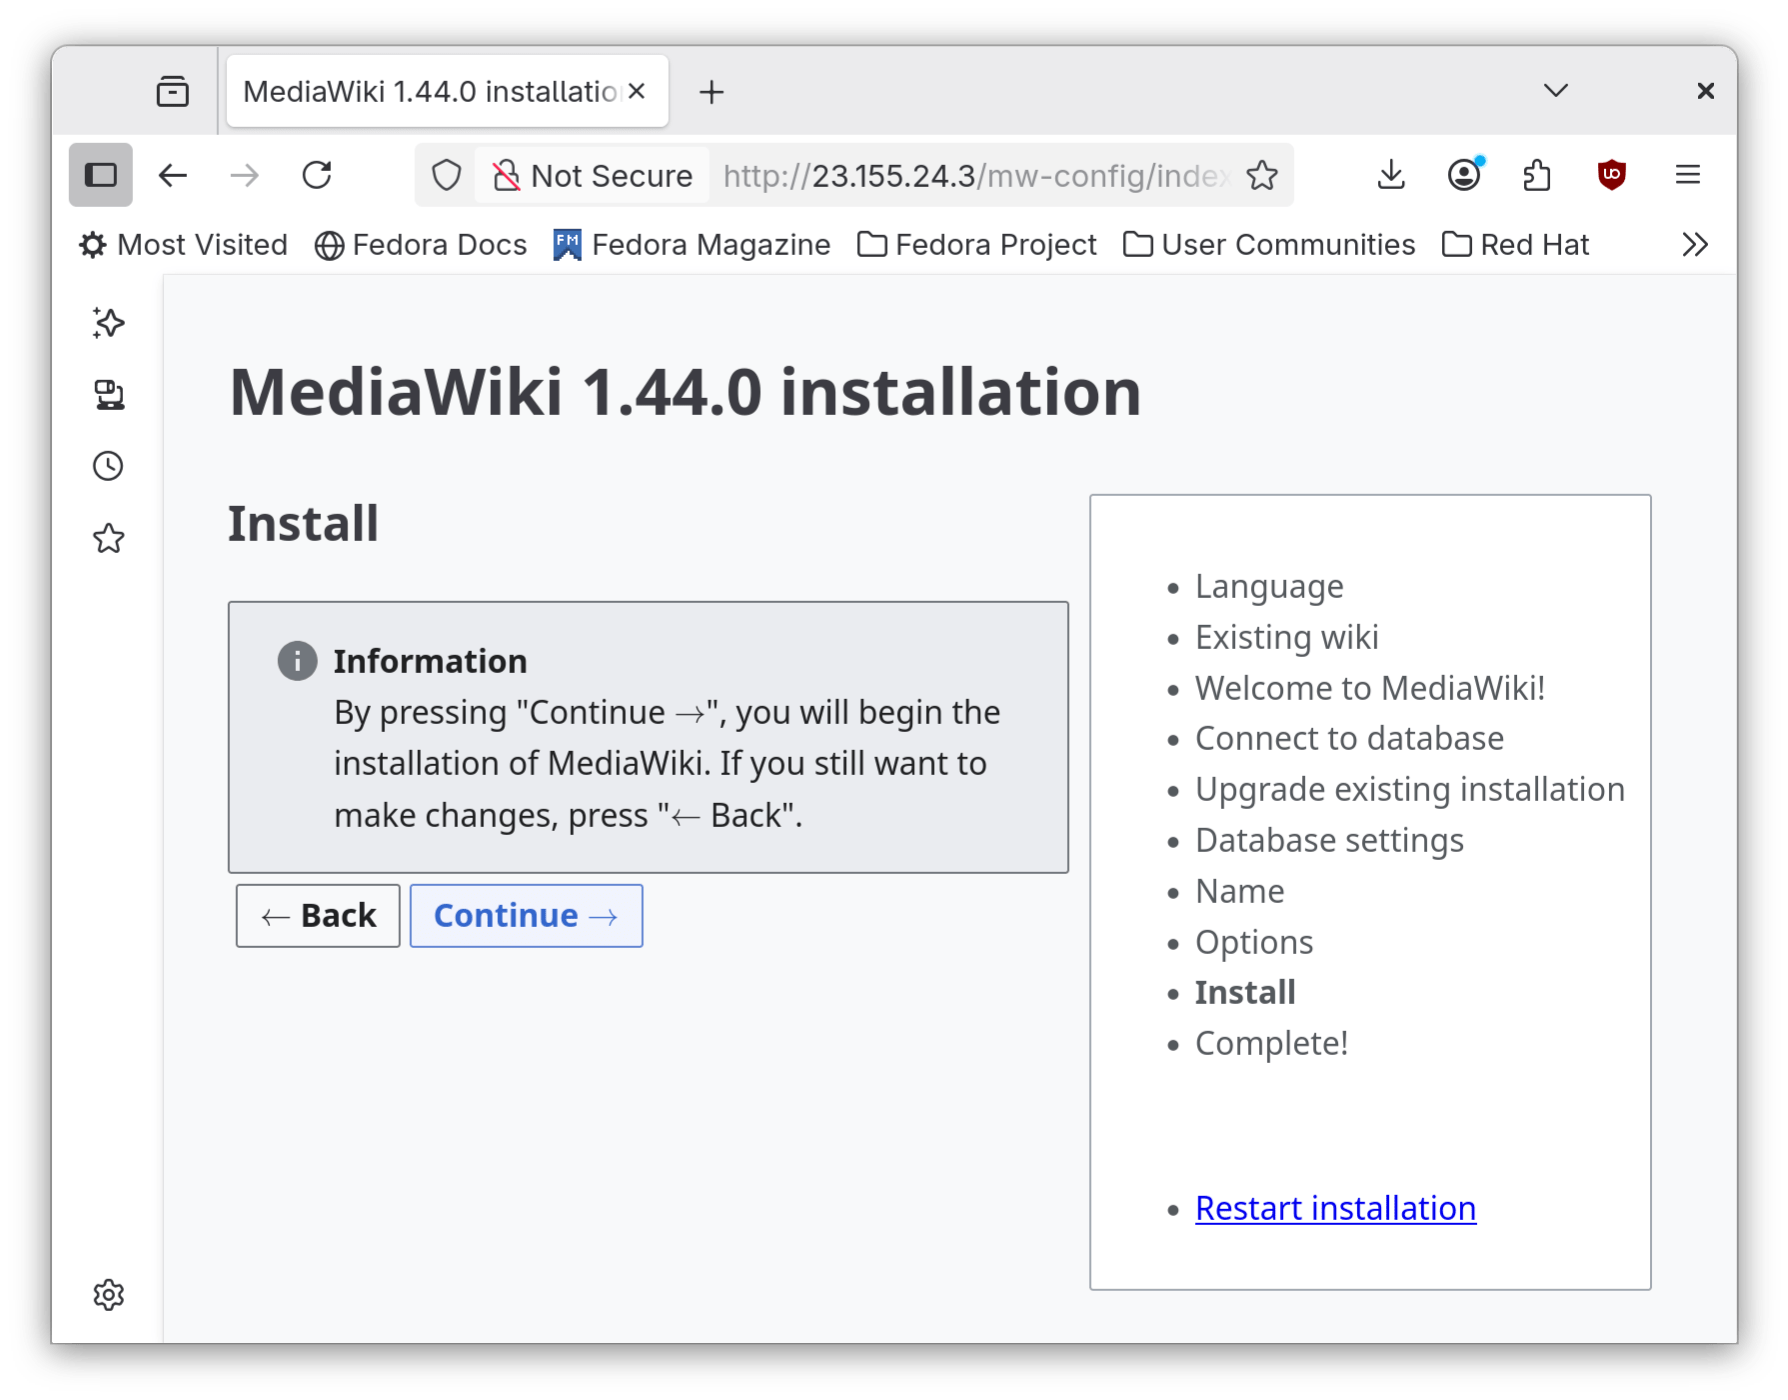 MediaWiki 1.44.0 installatio
Not Secure http://23.155.24.3/mw-config/index
Most Visited Fedora Docs Fedora Magazine Fedora Project User Communities Red Hat
MediaWiki 1.44.0 installation
Install
Information
By pressing "Continue →", you will begin the
installation of MediaWiki. If you still want to
make changes, press "← Back".
← Back Continue →
Language
Existing wiki
Welcome to MediaWiki!
Connect to database
Upgrade existing installation
Database settings
Name
Options
Install
Complete!
Restart installation